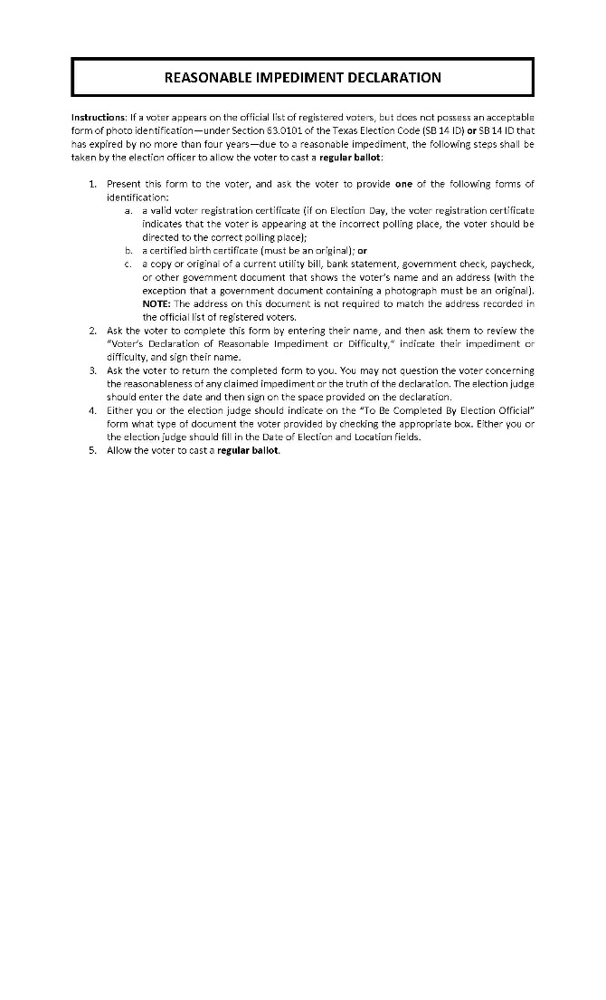 REASONABLE IMPEDIMENT DECLARATION
Instructions: If a voter appears on the official list of registered voters, but does not possess an acceptable
form of photo identification—under Section 63.0101 of the Texas Election Code (SB 14 ID) or SB 14 ID that
has expired by no more than four years—due to a reasonable impediment, the following steps shall be
taken by the election officer to allow the voter to cast a regular ballot:
1. Present this form to the voter, and ask the voter to provide one of the following forms of
identification:
a. a valid voter registration certificate (if on Election Day, the voter registration certificate
indicates that the voter is appearing at the incorrect polling place, the voter should be
directed to the correct polling place);
b. a certified birth certificate (must be an original); or
c. a copy or original of a current utility bill, bank statement, government check, paycheck,
or other government document that shows the voter's name and an address (with the
exception that a government document containing a photograph must be an original).
NOTE: The address on this document is not required to match the address recorded in
the official list of registered voters.
2. Ask the voter to complete this form by entering their name, and then ask them to review the
“Voter's Declaration of Reasonable Impediment or Difficulty,” indicate their impediment or
difficulty, and sign their name.
3. Ask the voter to return the completed form to you. You may not question the voter concerning
the reasonableness of any claimed impediment or the truth of the declaration. The election judge
should enter the date and then sign on the space provided on the declaration.
4. Either you or the election judge should indicate on the “To Be Completed By Election Official”
form what type of document the voter provided by checking the appropriate box. Either you or
the election judge should fill in the Date of Election and Location fields.
5. Allow the voter to cast a regular ballot.